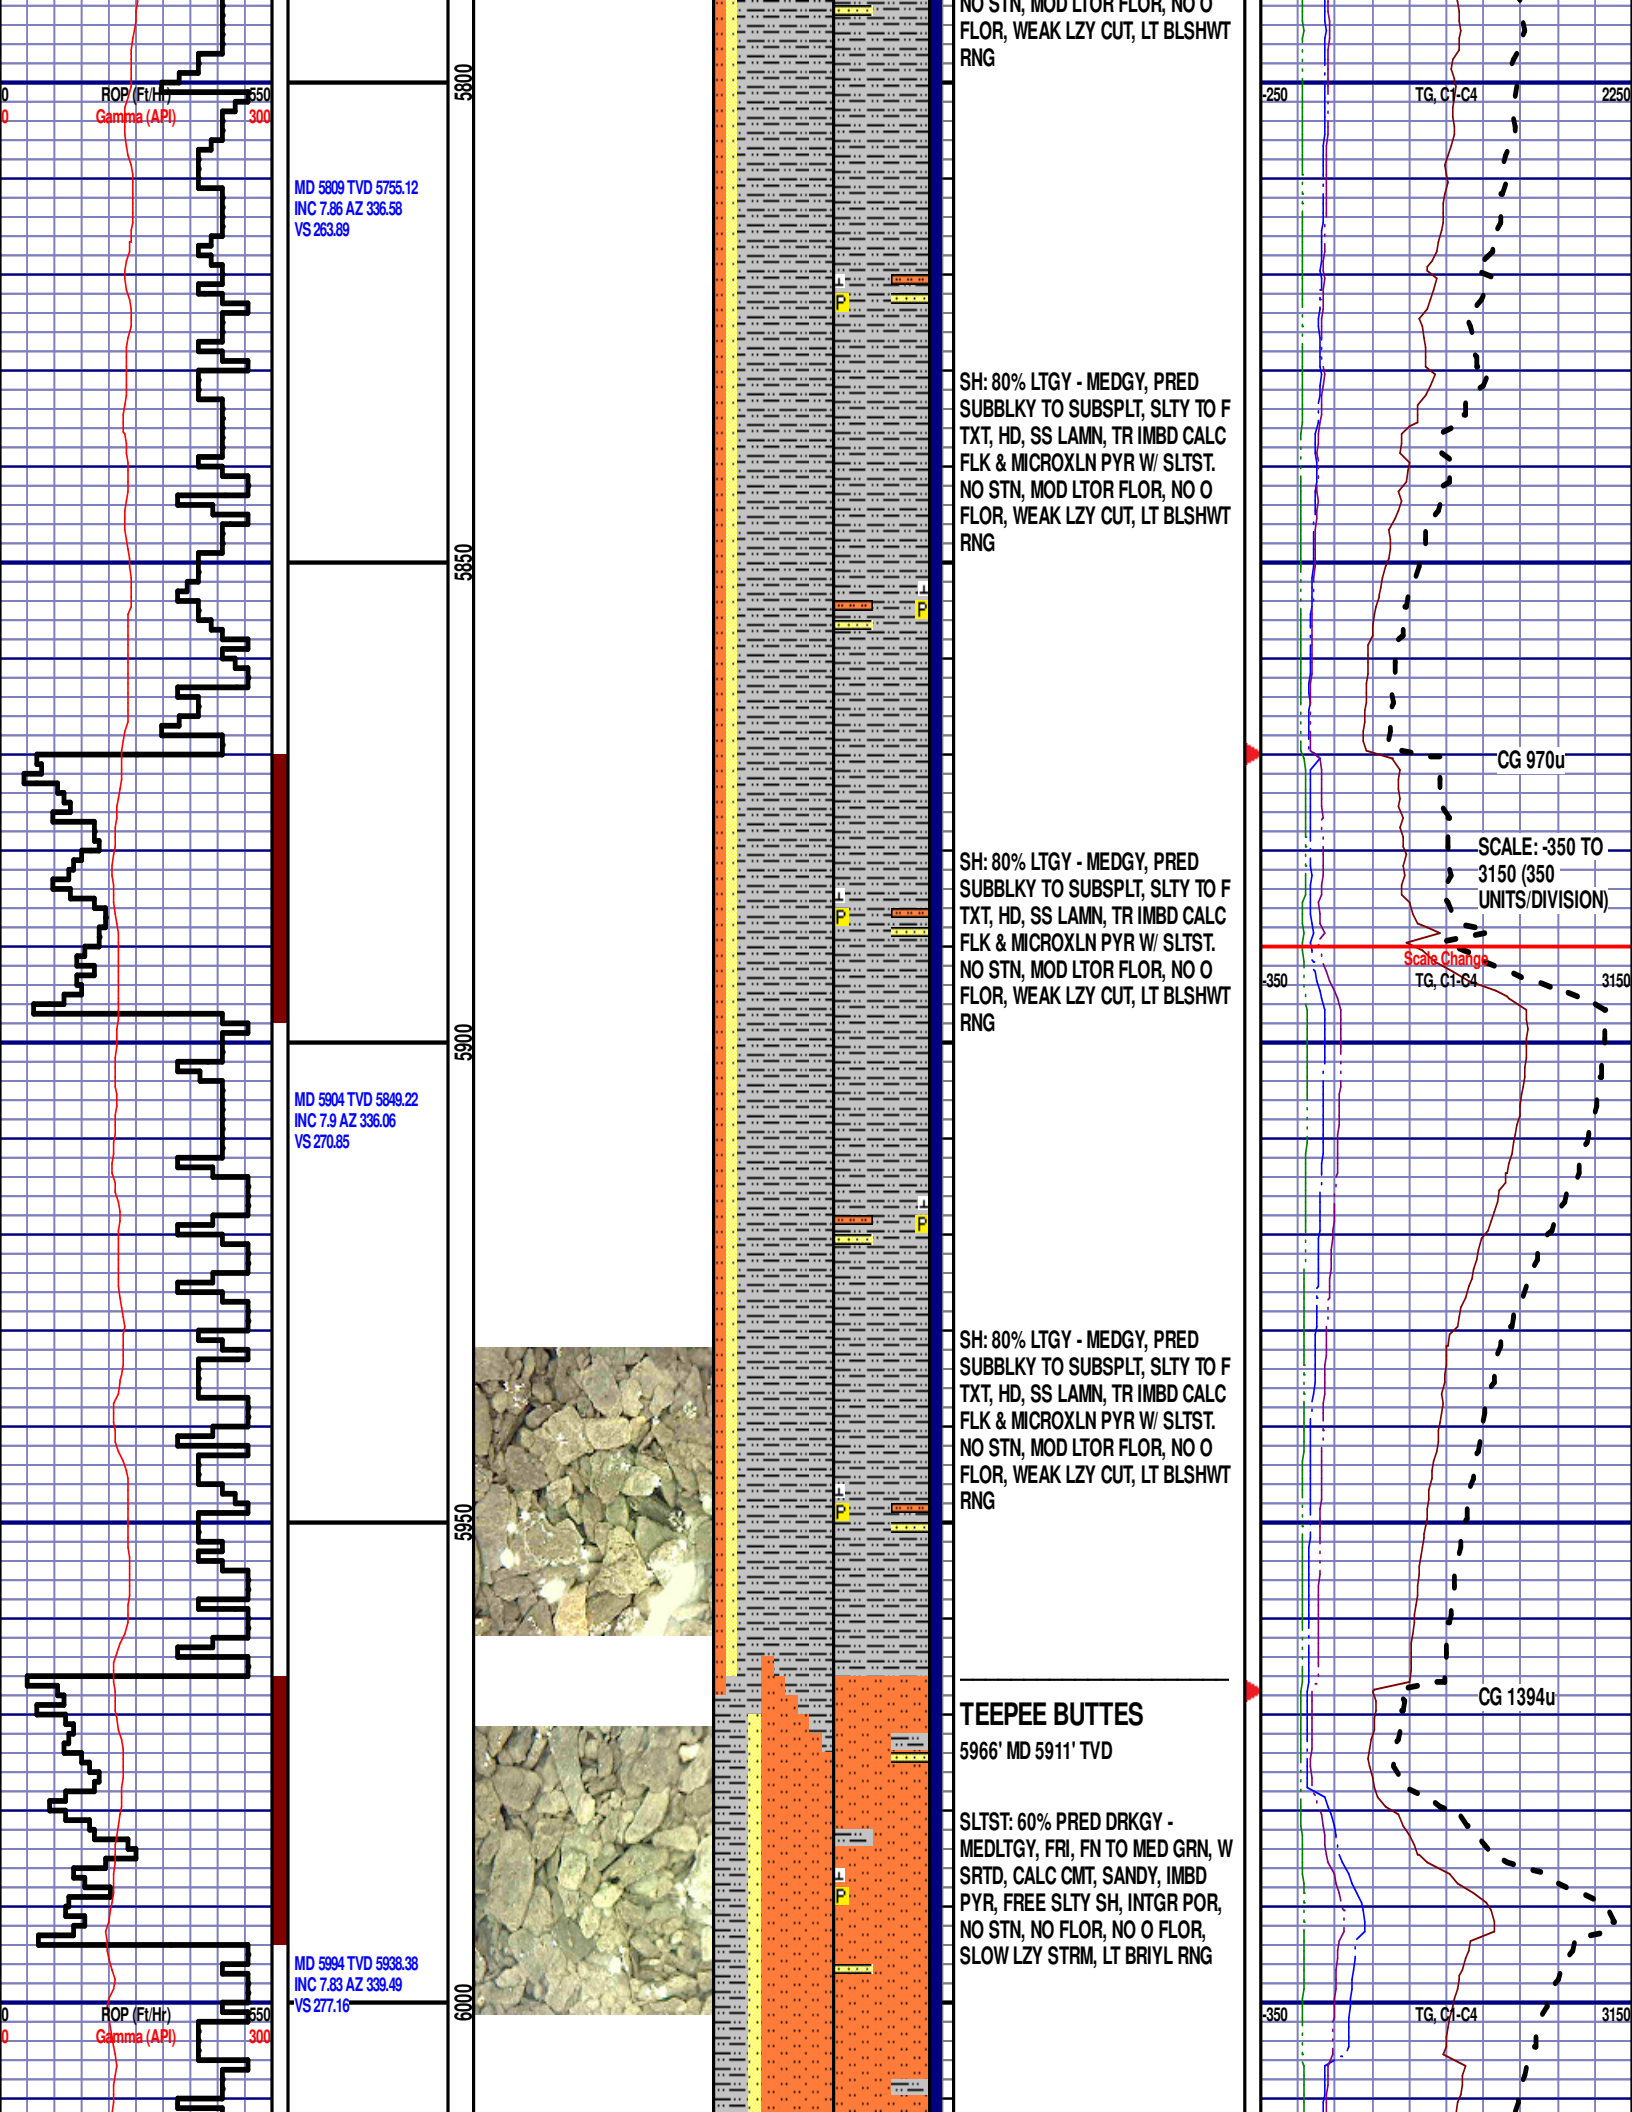 NO STN, MOD LTOR FLOR, NO O
FLOR, WEAK LZY CUT, LT BLSHWT
RNG
5800
0 ROP (Ft/Hr) 550
0 Gamma (API) 300
-250 TG, C1-C4 2250
MD 5809 TVD 5755.12
INC 7.86 AZ 336.58
VS 263.89
P
SH: 80% LTGY - MEDGY, PRED
SUBBLKY TO SUBSPLT, SLTY TO F
TXT, HD, SS LAMN, TR IMBD CALC
FLK & MICROXLN PYR W/ SLTST.
NO STN, MOD LTOR FLOR, NO O
FLOR, WEAK LZY CUT, LT BLSHWT
RNG
5850
P
CG 970u
SCALE: -350 TO
3150 (350
UNITS/DIVISION)
SH: 80% LTGY - MEDGY, PRED
SUBBLKY TO SUBSPLT, SLTY TO F
TXT, HD, SS LAMN, TR IMBD CALC
FLK & MICROXLN PYR W/ SLTST.
NO STN, MOD LTOR FLOR, NO O
FLOR, WEAK LZY CUT, LT BLSHWT
RNG
P
Scale Change
-350 TG, C1-C4 3150
5900
MD 5904 TVD 5849.22
INC 7.9 AZ 336.06
VS 270.85
P
SH: 80% LTGY - MEDGY, PRED
SUBBLKY TO SUBSPLT, SLTY TO F
TXT, HD, SS LAMN, TR IMBD CALC
FLK & MICROXLN PYR W/ SLTST.
NO STN, MOD LTOR FLOR, NO O
FLOR, WEAK LZY CUT, LT BLSHWT
RNG
P
5950
CG 1394u
TEEPEE BUTTES
5966' MD 5911' TVD
SLTST: 60% PRED DRKGY -
MEDLTGY, FRI, FN TO MED GRN, W
SRTD, CALC CMT, SANDY, IMBD
PYR, FREE SLTY SH, INTGR POR,
NO STN, NO FLOR, NO O FLOR,
SLOW LZY STRM, LT BRIYL RNG
P
MD 5994 TVD 5938.38
INC 7.83 AZ 339.49
VS 277.16
6000
0 ROP (Ft/Hr) 550
0 Gamma (API) 300
-350 TG, C1-C4 3150